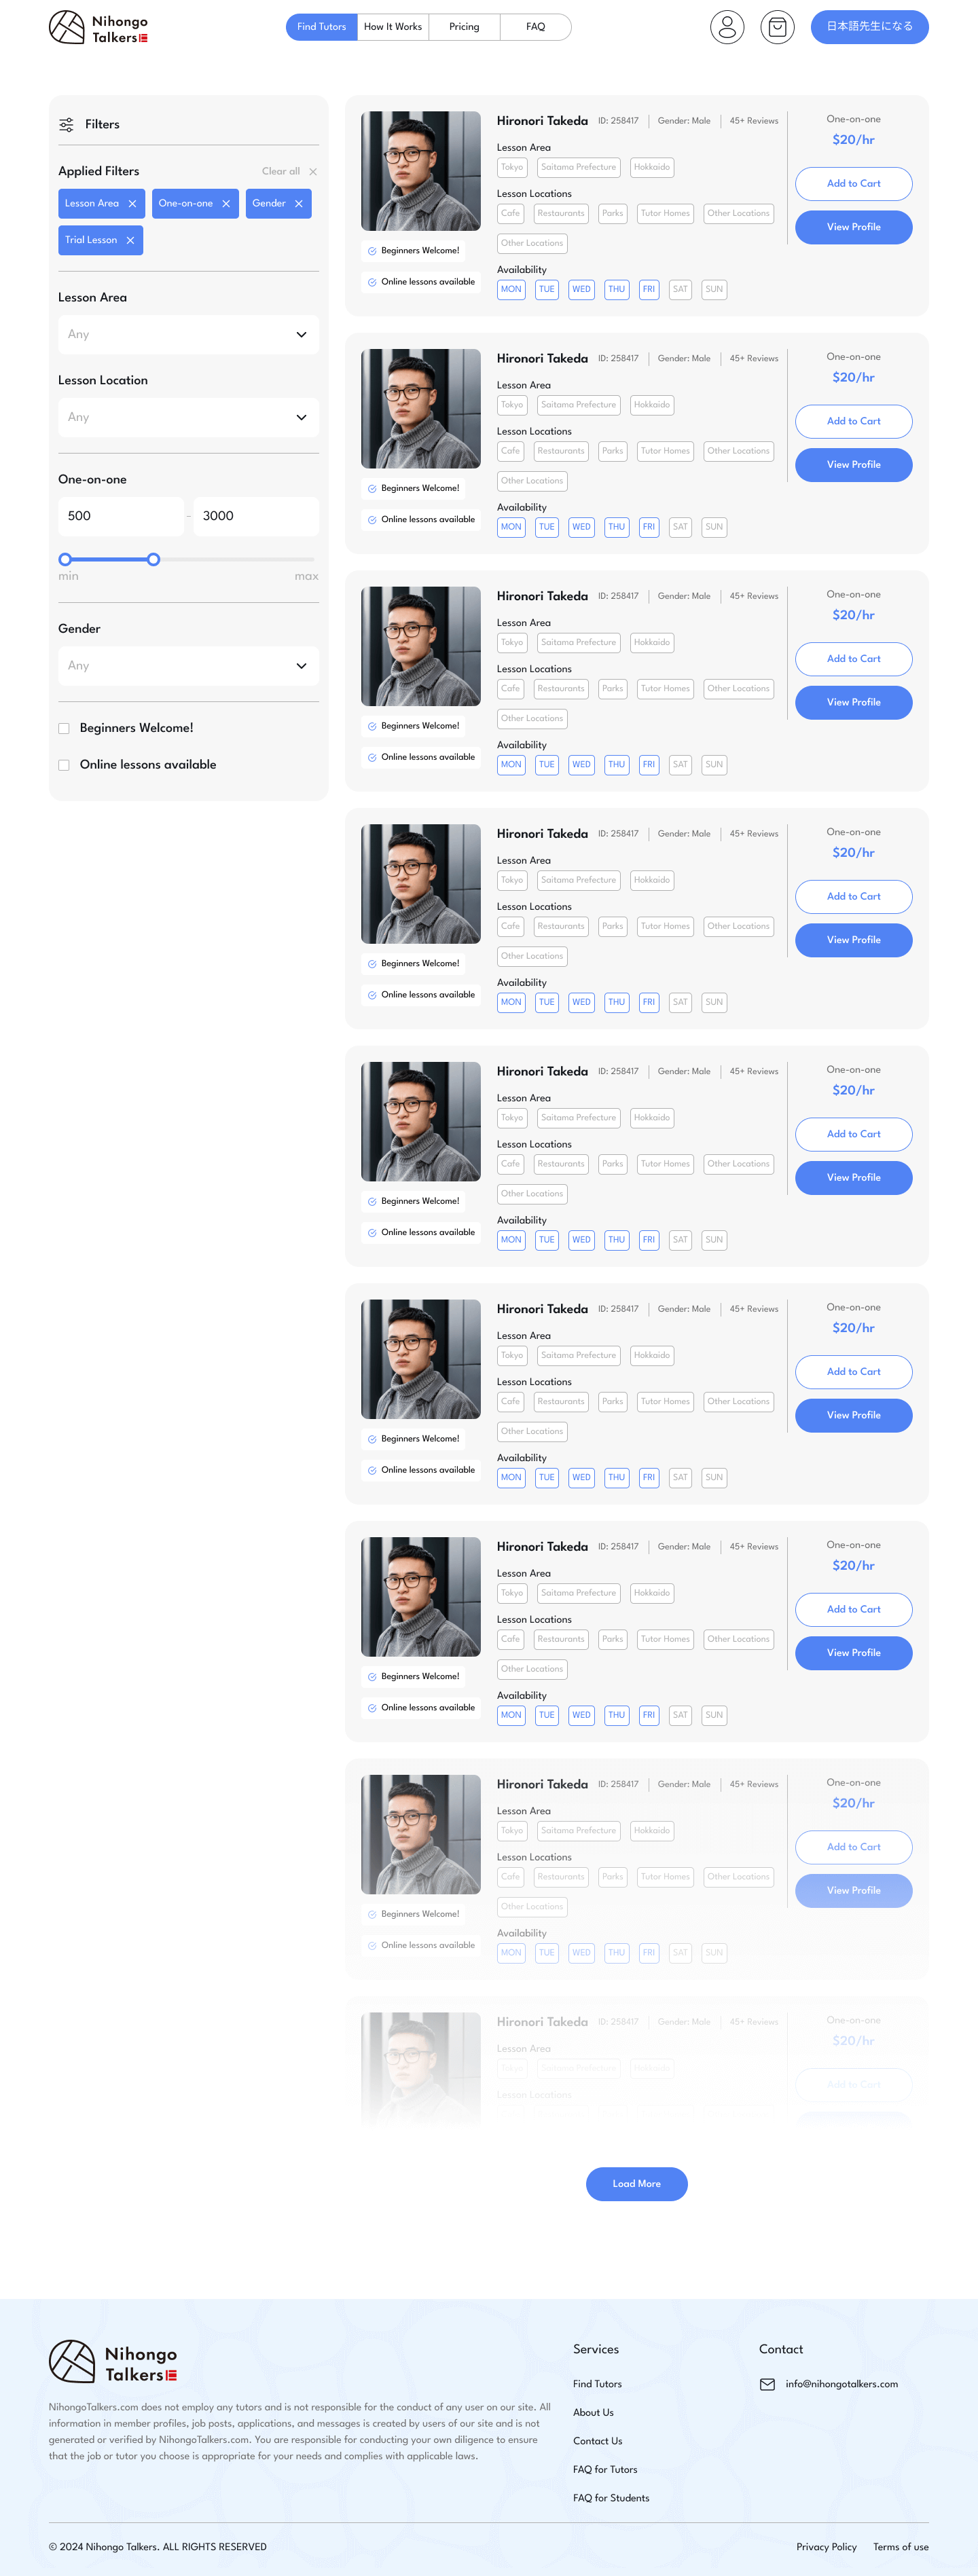 Nihongo
Talkers
Find Tutors How It Works Pricing FAQ
日本語先生になる
Filters
Applied Filters Clear all
Lesson Area One-on-one Gender
Trial Lesson
Lesson Area
Any
Lesson Location
Any
One-on-one
500 - 3000
min max
Gender
Any
Beginners Welcome!
Online lessons available
Hironori Takeda ID: 258417 Gender: Male 45+ Reviews
Lesson Area
Tokyo Saitama Prefecture Hokkaido
Lesson Locations
Cafe Restaurants Parks Tutor Homes Other Locations
Other Locations
Availability
MON TUE WED THU FRI SAT SUN
Beginners Welcome!
Online lessons available
One-on-one
$20/hr
Add to Cart
View Profile
Hironori Takeda ID: 258417 Gender: Male 45+ Reviews
Lesson Area
Tokyo Saitama Prefecture Hokkaido
Lesson Locations
Cafe Restaurants Parks Tutor Homes Other Locations
Other Locations
Availability
MON TUE WED THU FRI SAT SUN
Beginners Welcome!
Online lessons available
One-on-one
$20/hr
Add to Cart
View Profile
Hironori Takeda ID: 258417 Gender: Male 45+ Reviews
Lesson Area
Tokyo Saitama Prefecture Hokkaido
Lesson Locations
Cafe Restaurants Parks Tutor Homes Other Locations
Other Locations
Availability
MON TUE WED THU FRI SAT SUN
Beginners Welcome!
Online lessons available
One-on-one
$20/hr
Add to Cart
View Profile
Hironori Takeda ID: 258417 Gender: Male 45+ Reviews
Lesson Area
Tokyo Saitama Prefecture Hokkaido
Lesson Locations
Cafe Restaurants Parks Tutor Homes Other Locations
Other Locations
Availability
MON TUE WED THU FRI SAT SUN
Beginners Welcome!
Online lessons available
One-on-one
$20/hr
Add to Cart
View Profile
Hironori Takeda ID: 258417 Gender: Male 45+ Reviews
Lesson Area
Tokyo Saitama Prefecture Hokkaido
Lesson Locations
Cafe Restaurants Parks Tutor Homes Other Locations
Other Locations
Availability
MON TUE WED THU FRI SAT SUN
Beginners Welcome!
Online lessons available
One-on-one
$20/hr
Add to Cart
View Profile
Hironori Takeda ID: 258417 Gender: Male 45+ Reviews
Lesson Area
Tokyo Saitama Prefecture Hokkaido
Lesson Locations
Cafe Restaurants Parks Tutor Homes Other Locations
Other Locations
Availability
MON TUE WED THU FRI SAT SUN
Beginners Welcome!
Online lessons available
One-on-one
$20/hr
Add to Cart
View Profile
Hironori Takeda ID: 258417 Gender: Male 45+ Reviews
Lesson Area
Tokyo Saitama Prefecture Hokkaido
Lesson Locations
Cafe Restaurants Parks Tutor Homes Other Locations
Other Locations
Availability
MON TUE WED THU FRI SAT SUN
Beginners Welcome!
Online lessons available
One-on-one
$20/hr
Add to Cart
View Profile
Hironori Takeda ID: 258417 Gender: Male 45+ Reviews
Lesson Area
Tokyo Saitama Prefecture Hokkaido
Lesson Locations
Cafe Restaurants Parks Tutor Homes Other Locations
Other Locations
Availability
MON TUE WED THU FRI SAT SUN
Beginners Welcome!
Online lessons available
One-on-one
$20/hr
Add to Cart
View Profile
Hironori Takeda ID: 258417 Gender: Male 45+ Reviews
Lesson Area
Tokyo Saitama Prefecture Hokkaido
Lesson Locations
One-on-one
$20/hr
Add to Cart
Load More
Nihongo
Talkers
NihongoTalkers.com does not employ any tutors and is not responsible for the conduct of any user on our site. All
information in member profiles, job posts, applications, and messages is created by users of our site and is not
generated or verified by NihongoTalkers.com. You are responsible for conducting your own diligence to ensure
that the job or tutor you choose is appropriate for your needs and complies with applicable laws.
Services
Find Tutors
About Us
Contact Us
FAQ for Tutors
FAQ for Students
Contact
info@nihongotalkers.com
© 2024 Nihongo Talkers. ALL RIGHTS RESERVED
Privacy Policy Terms of use